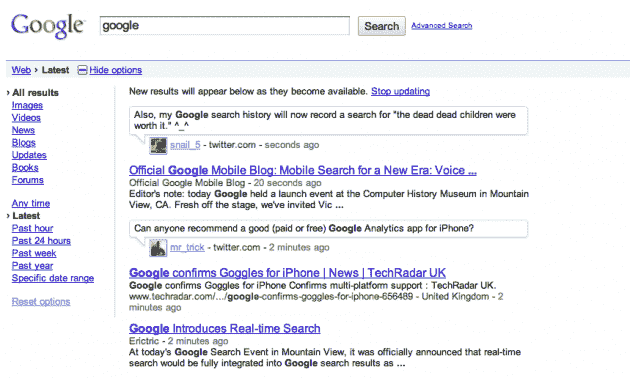 Google google Search Advanced Search
Web > Latest Hide options
› All results
Images
Videos
News
Blogs
Updates
Books
Forums
Any time
› Latest
Past hour
Past 24 hours
Past week
Past year
Specific date range
Reset options
New results will appear below as they become available. Stop updating
Also, my Google search history will now record a search for "the dead dead children were
worth it." ^_^
snail_5 - twitter.com - seconds ago
Official Google Mobile Blog: Mobile Search for a New Era: Voice ...
Official Google Mobile Blog - 20 seconds ago
Editor's note: today Google held a launch event at the Computer History Museum in Mountain
View, CA. Fresh off the stage, we've invited Vic ...
Can anyone recommend a good (paid or free) Google Analytics app for iPhone?
mr_trick - twitter.com - 2 minutes ago
Google confirms Goggles for iPhone | News | TechRadar UK
Google confirms Goggles for iPhone Confirms multi-platform support : TechRadar UK.
www.techradar.com/.../google-confirms-goggles-for-iphone-656489 - United Kingdom - 2
minutes ago
Google Introduces Real-time Search
Erictric - 2 minutes ago
At today's Google Search Event in Mountain View, it was officially announced that real-time
search would be fully integrated into Google search results as ...